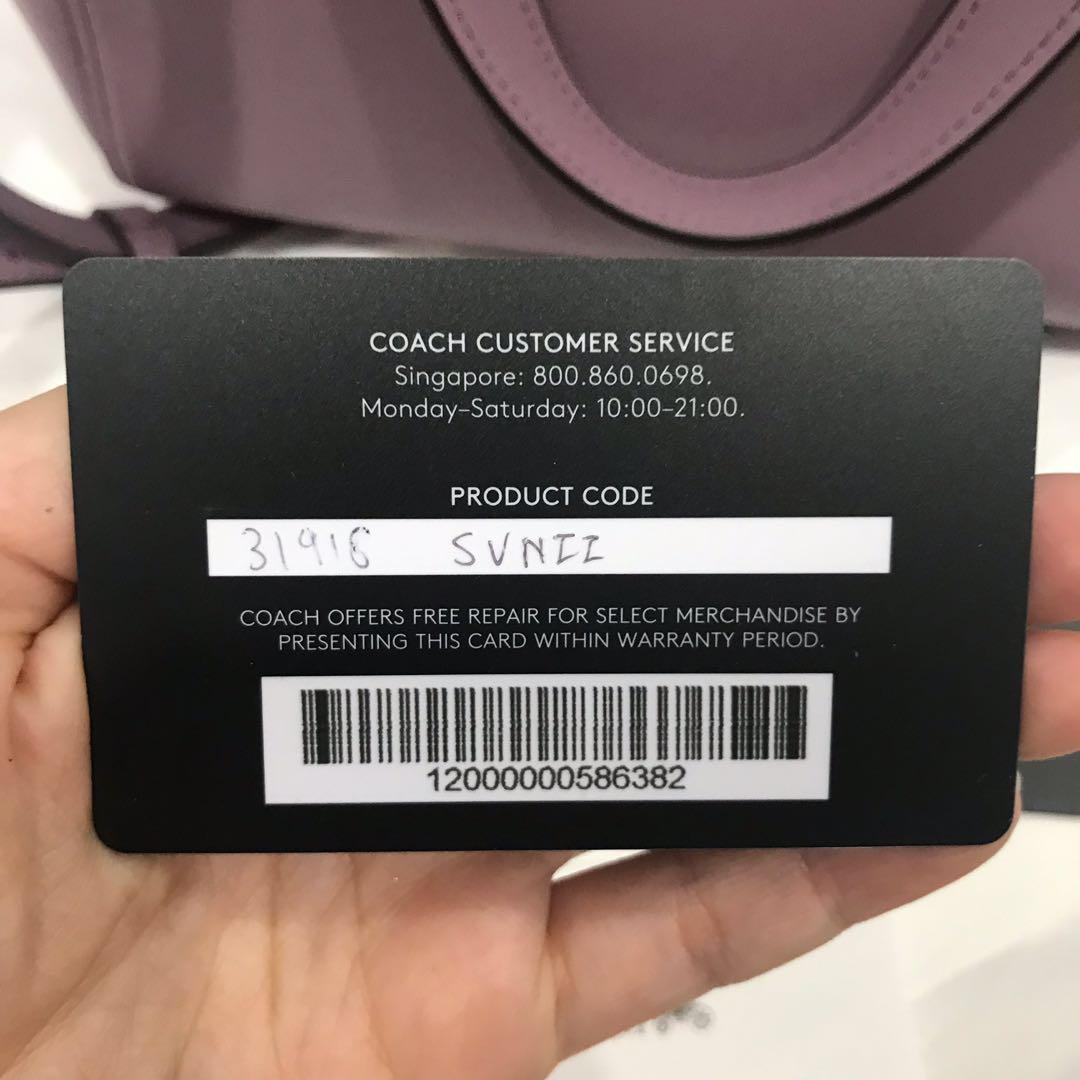 COACH CUSTOMER SERVICE
Singapore: 800.860.0698.
Monday–Saturday: 10:00–21:00.
PRODUCT CODE
31916 SVNII
COACH OFFERS FREE REPAIR FOR SELECT MERCHANDISE BY
PRESENTING THIS CARD WITHIN WARRANTY PERIOD.
12000000586382